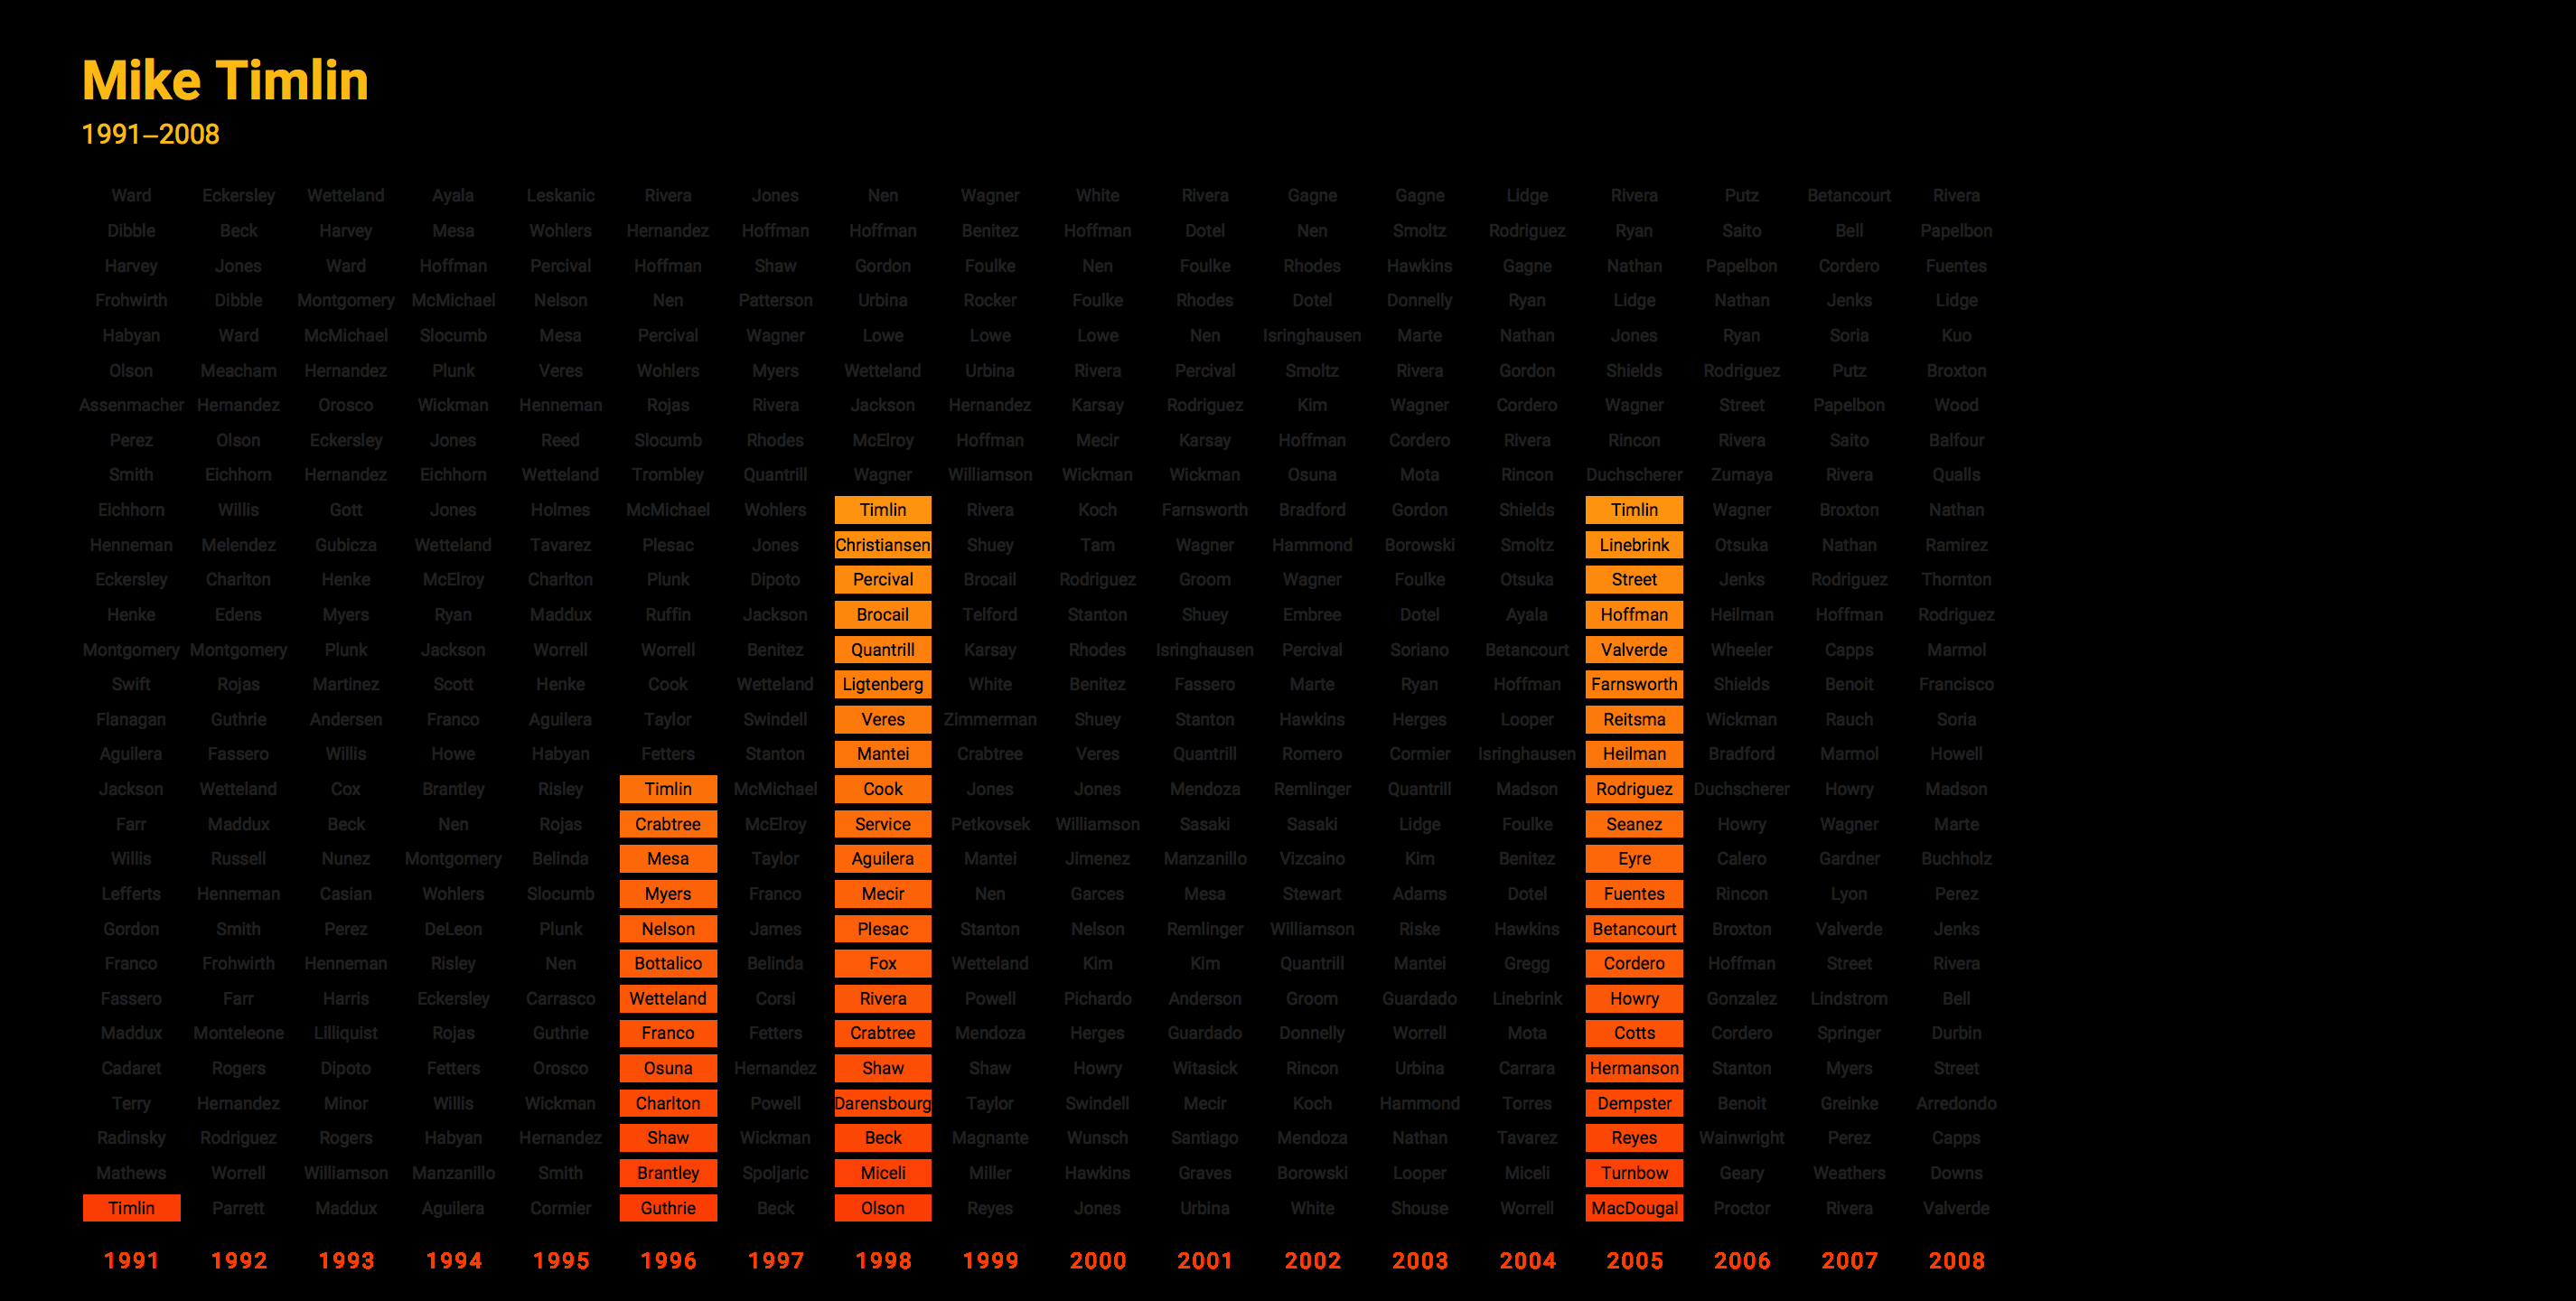 Mike Timlin
1991–2008
Ward Eckersley Wetteland Ayala Leskanic Rivera Jones Nen Wagner White Rivera Gagne Gagne Lidge Rivera Putz Betancourt Rivera
Dibble Beck Harvey Mesa Wohlers Hernandez Hoffman Hoffman Benitez Hoffman Dotel Nen Smoltz Rodriguez Ryan Saito Bell Papelbon
Harvey Jones Ward Hoffman Percival Hoffman Shaw Gordon Foulke Nen Foulke Rhodes Hawkins Gagne Nathan Papelbon Cordero Fuentes
Frohwirth Dibble Montgomery McMichael Nelson Nen Patterson Urbina Rocker Foulke Rhodes Dotel Donnelly Ryan Lidge Nathan Jenks Lidge
Habyan Ward McMichael Slocumb Mesa Percival Wagner Lowe Lowe Lowe Nen Isringhausen Marte Nathan Jones Ryan Soria Kuo
Olson Meacham Hernandez Plunk Veres Wohlers Myers Wetteland Urbina Rivera Percival Smoltz Rivera Gordon Shields Rodriguez Putz Broxton
Assenmacher Hernandez Orosco Wickman Henneman Rojas Rivera Jackson Hernandez Karsay Rodriguez Kim Wagner Cordero Wagner Street Papelbon Wood
Perez Olson Eckersley Jones Reed Slocumb Rhodes McElroy Hoffman Mecir Karsay Hoffman Cordero Rivera Rincon Rivera Saito Balfour
Smith Eichhorn Hernandez Eichhorn Wetteland Trombley Quantrill Wagner Williamson Wickman Wickman Osuna Mota Rincon Duchscherer Zumaya Rivera Qualls
Eichhorn Willis Gott Jones Holmes McMichael Wohlers Timlin Rivera Koch Farnsworth Bradford Gordon Shields Timlin Wagner Broxton Nathan
Henneman Melendez Gubicza Wetteland Tavarez Plesac Jones Christiansen Shuey Tam Wagner Hammond Borowski Smoltz Linebrink Otsuka Nathan Ramirez
Eckersley Charlton Henke McElroy Charlton Plunk Dipoto Percival Brocail Rodriguez Groom Wagner Foulke Otsuka Street Jenks Rodriguez Thornton
Henke Edens Myers Ryan Maddux Ruffin Jackson Brocail Telford Stanton Shuey Embree Dotel Ayala Hoffman Heilman Hoffman Rodriguez
Montgomery Montgomery Plunk Jackson Worrell Worrell Benitez Quantrill Karsay Rhodes Isringhausen Percival Soriano Betancourt Valverde Wheeler Capps Marmol
Swift Rojas Martinez Scott Henke Cook Wetteland Ligtenberg White Benitez Fassero Marte Ryan Hoffman Farnsworth Shields Benoit Francisco
Flanagan Guthrie Andersen Franco Aguilera Taylor Swindell Veres Zimmerman Shuey Stanton Hawkins Herges Looper Reitsma Wickman Rauch Soria
Aguilera Fassero Willis Howe Habyan Fetters Stanton Mantei Crabtree Veres Quantrill Romero Cormier Isringhausen Heilman Bradford Marmol Howell
Jackson Wetteland Cox Brantley Risley Timlin McMichael Cook Jones Jones Mendoza Remlinger Quantrill Madson Rodriguez Duchscherer Howry Madson
Farr Maddux Beck Nen Rojas Crabtree McElroy Service Petkovsek Williamson Sasaki Sasaki Lidge Foulke Seanez Howry Wagner Marte
Willis Russell Nunez Montgomery Belinda Mesa Taylor Aguilera Mantei Jimenez Manzanillo Vizcaino Kim Benitez Eyre Calero Gardner Buchholz
Lefferts Henneman Casian Wohlers Slocumb Myers Franco Mecir Nen Garces Mesa Stewart Adams Dotel Fuentes Rincon Lyon Perez
Gordon Smith Perez DeLeon Plunk Nelson James Plesac Stanton Nelson Remlinger Williamson Riske Hawkins Betancourt Broxton Valverde Jenks
Franco Frohwirth Henneman Risley Nen Bottalico Belinda Fox Wetteland Kim Kim Quantrill Mantei Gregg Cordero Hoffman Street Rivera
Fassero Farr Harris Eckersley Carrasco Wetteland Corsi Rivera Powell Pichardo Anderson Groom Guardado Linebrink Howry Gonzalez Lindstrom Bell
Maddux Monteleone Lilliquist Rojas Guthrie Franco Fetters Crabtree Mendoza Herges Guardado Donnelly Worrell Mota Cotts Cordero Springer Durbin
Cadaret Rogers Dipoto Fetters Orosco Osuna Hernandez Shaw Shaw Howry Witasick Rincon Urbina Carrara Hermanson Stanton Myers Street
Terry Hernandez Minor Willis Wickman Charlton Powell Darensbourg Taylor Swindell Mecir Koch Hammond Torres Dempster Benoit Greinke Arredondo
Radinsky Rodriguez Rogers Habyan Hernandez Shaw Wickman Beck Magnante Wunsch Santiago Mendoza Nathan Tavarez Reyes Wainwright Perez Capps
Mathews Worrell Williamson Manzanillo Smith Brantley Spoljaric Miceli Miller Hawkins Graves Borowski Looper Miceli Turnbow Geary Weathers Downs
Timlin Parrett Maddux Aguilera Cormier Guthrie Beck Olson Reyes Jones Urbina White Shouse Worrell MacDougal Proctor Rivera Valverde
1991 1992 1993 1994 1995 1996 1997 1998 1999 2000 2001 2002 2003 2004 2005 2006 2007 2008